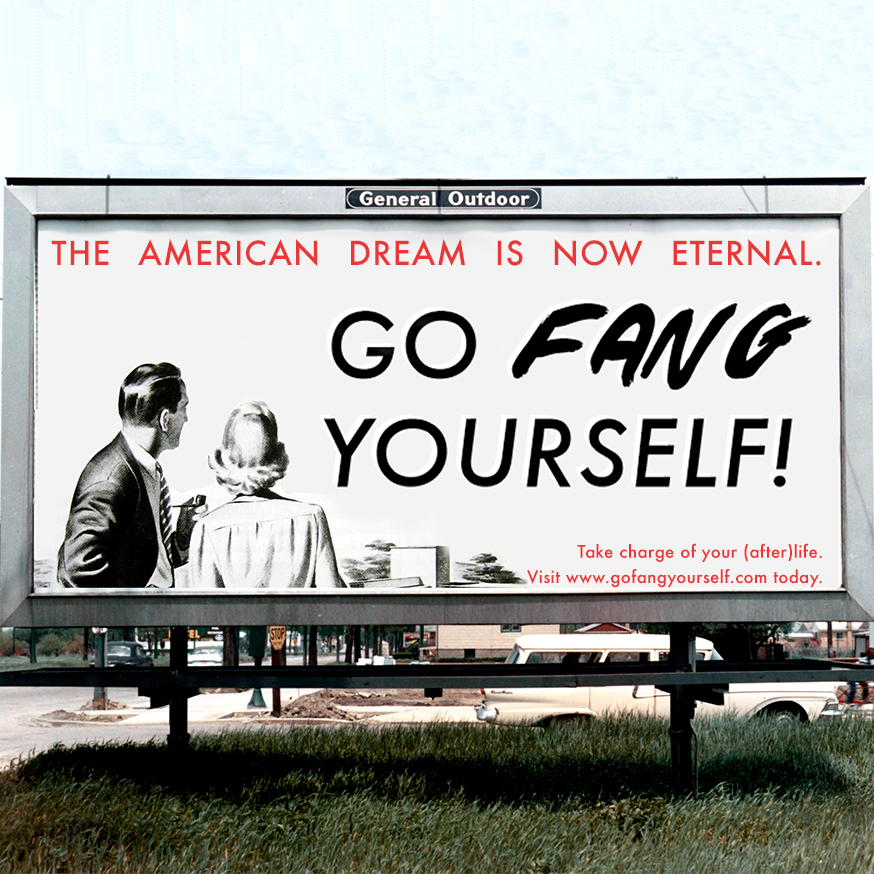 General Outdoor
THE AMERICAN DREAM IS NOW ETERNAL.
GO FANG
YOURSELF!
Take charge of your (after)life.
Visit www.gofangyourself.com today.
STOP